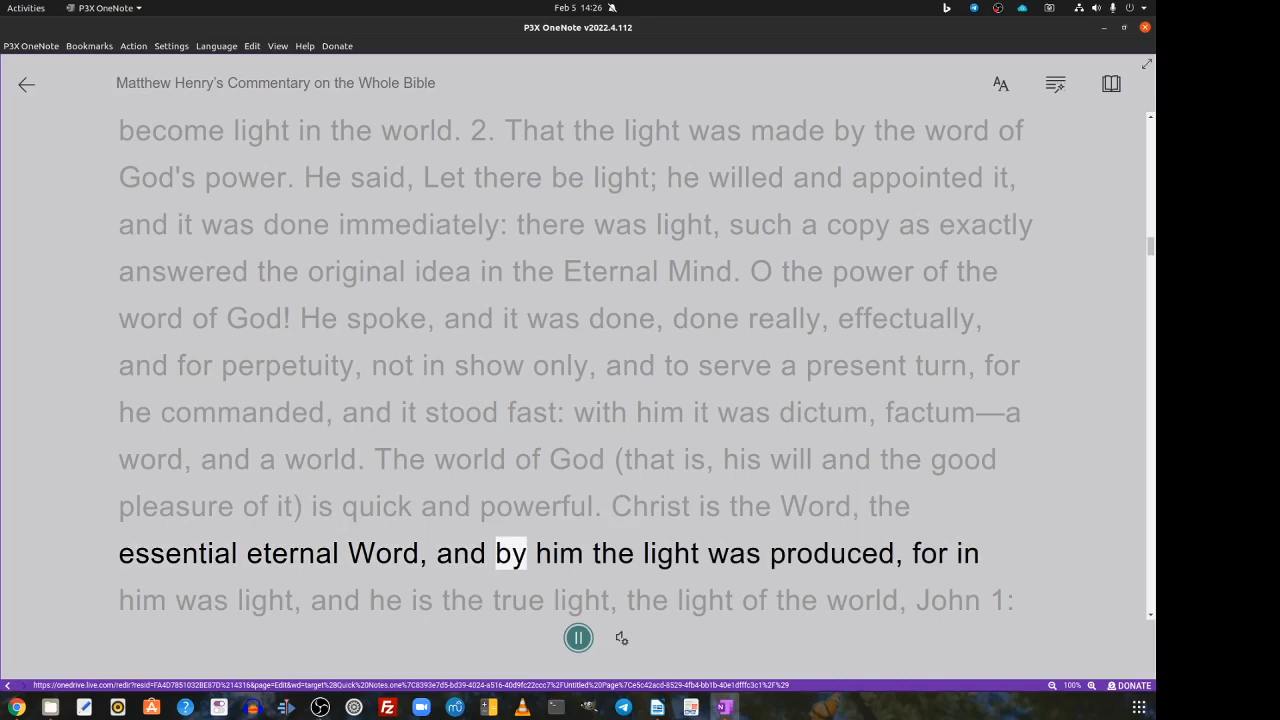 Activities
P3X OneNote
Feb 5 14:26
P3X OneNote v2022.4.112
P3X OneNote Bookmarks Action Settings Language Edit View Help Donate
Matthew Henry's Commentary on the Whole Bible
become light in the world. 2. That the light was made by the word of
God's power. He said, Let there be light; he willed and appointed it,
and it was done immediately: there was light, such a copy as exactly
answered the original idea in the Eternal Mind. O the power of the
word of God! He spoke, and it was done, done really, effectually,
and for perpetuity, not in show only, and to serve a present turn, for
he commanded, and it stood fast: with him it was dictum, factum—a
word, and a world. The world of God (that is, his will and the good
pleasure of it) is quick and powerful. Christ is the Word, the
essential eternal Word, and by him the light was produced, for in
him was light, and he is the true light, the light of the world, John 1:
100% DONATE